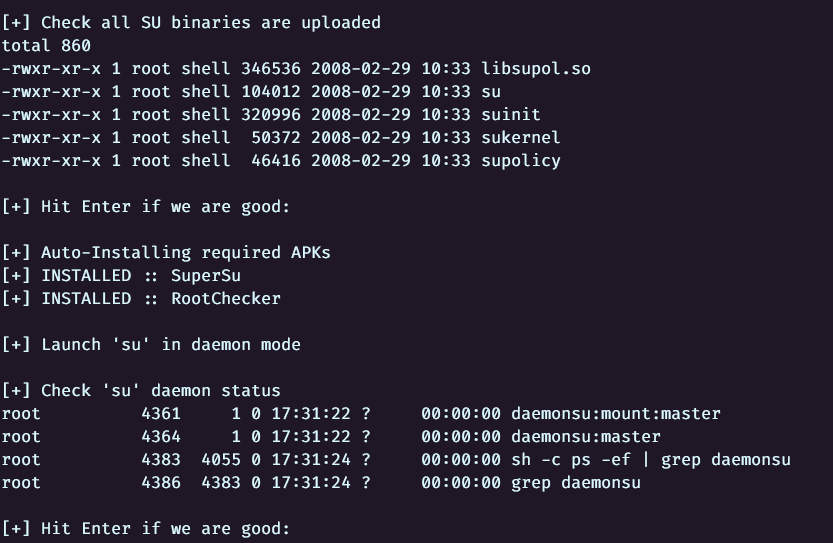 [+] Check all SU binaries are uploaded
total 860
-rwxr-xr-x 1 root shell 346536 2008-02-29 10:33 libsupol.so
-rwxr-xr-x 1 root shell 104012 2008-02-29 10:33 su
-rwxr-xr-x 1 root shell 320996 2008-02-29 10:33 suinit
-rwxr-xr-x 1 root shell  50372 2008-02-29 10:33 sukernel
-rwxr-xr-x 1 root shell  46416 2008-02-29 10:33 supolicy
[+] Hit Enter if we are good:
[+] Auto-Installing required APKs
[+] INSTALLED :: SuperSu
[+] INSTALLED :: RootChecker
[+] Launch 'su' in daemon mode
[+] Check 'su' daemon status
root          4361     1 0 17:31:22 ?     00:00:00 daemonsu:mount:master
root          4364     1 0 17:31:22 ?     00:00:00 daemonsu:master
root          4383  4055 0 17:31:24 ?     00:00:00 sh -c ps -ef | grep daemonsu
root          4386  4383 0 17:31:24 ?     00:00:00 grep daemonsu
[+] Hit Enter if we are good: